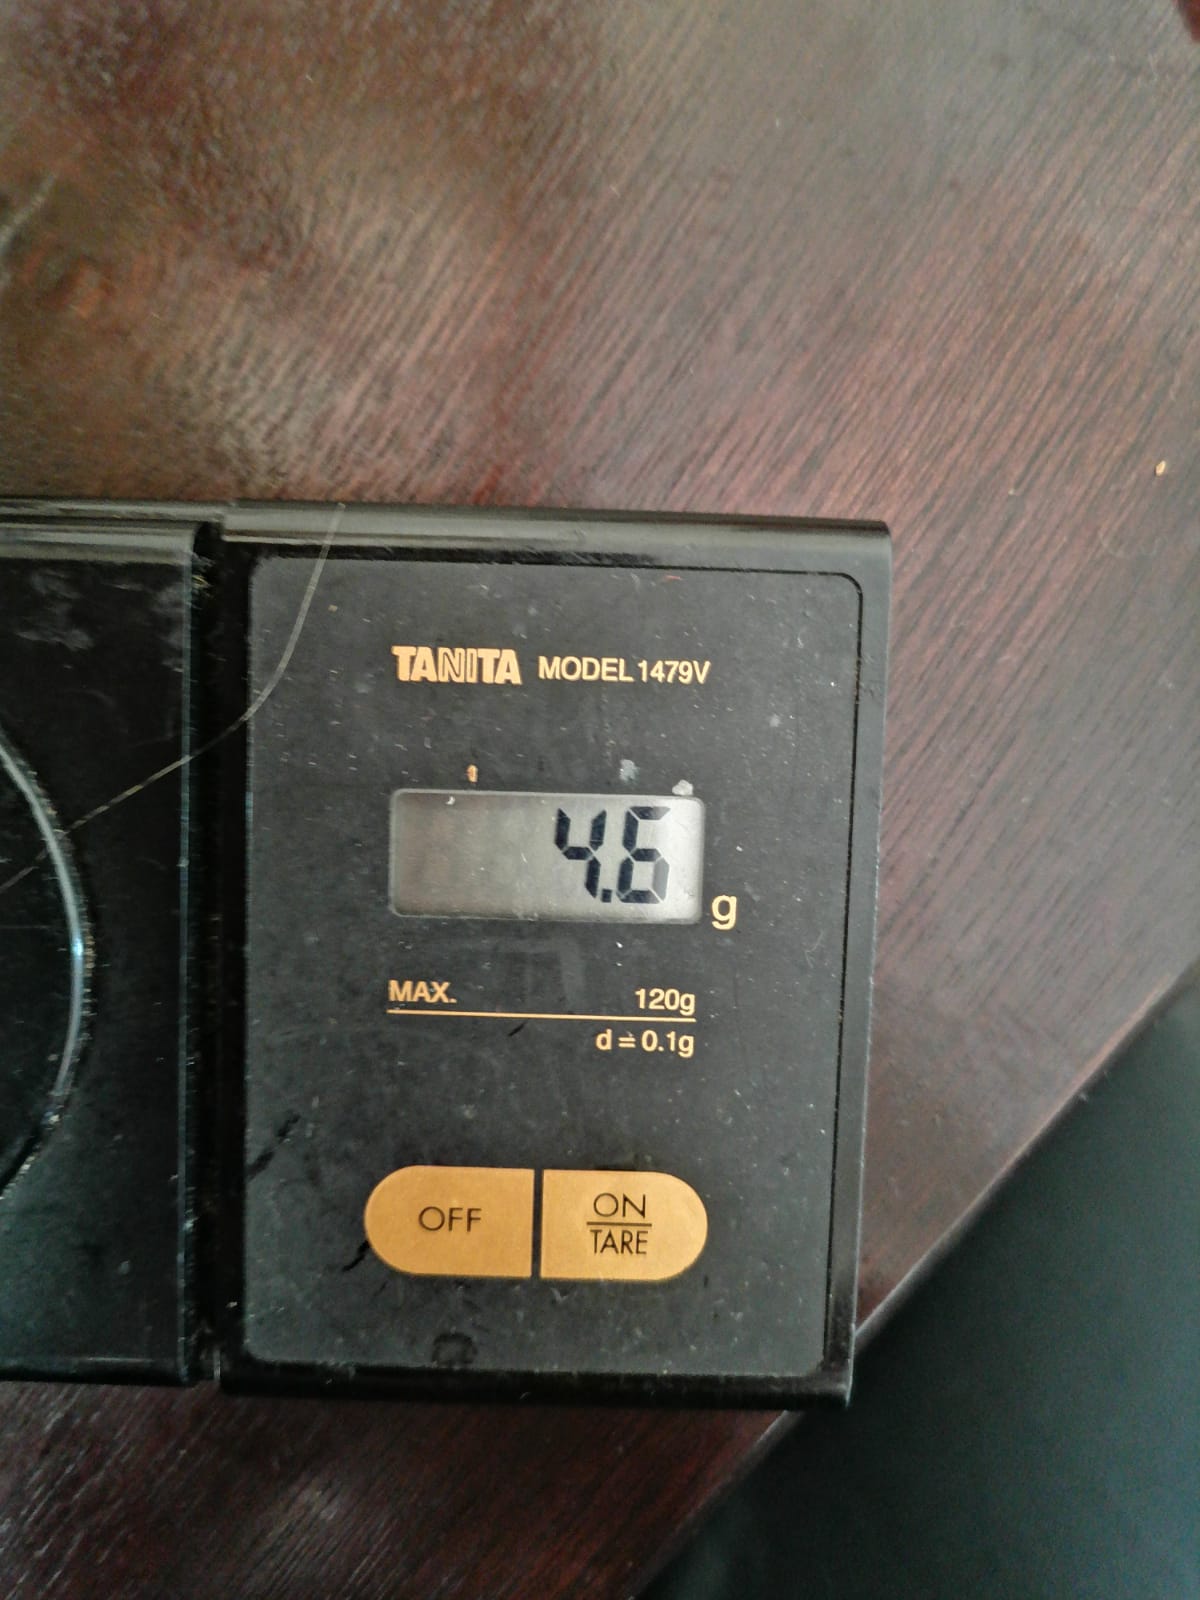 TANITA MODEL 1479V
4.6 g
MAX. 120g
d = 0.1g
OFF ON
TARE